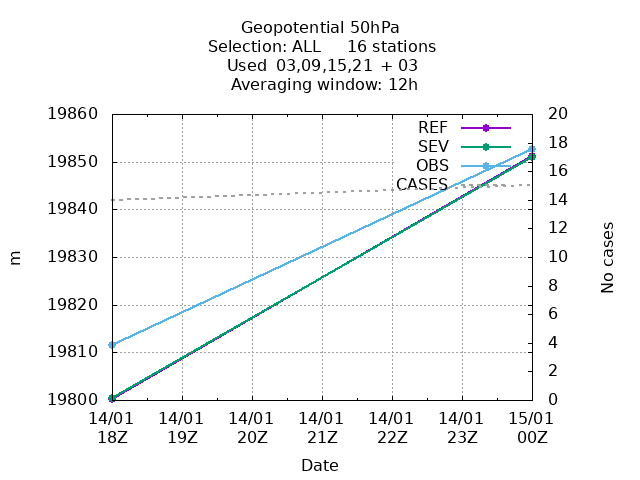 Geopotential 50hPa
Selection: ALL     16 stations
Used  03,09,15,21 + 03
Averaging window: 12h
REF
SEV
OBS
CASES
19860
19850
19840
19830
19820
19810
19800
m
20
18
16
14
12
10
8
6
4
2
0
No cases
14/01 14/01 14/01 14/01 14/01 14/01 15/01
18Z 19Z 20Z 21Z 22Z 23Z 00Z
Date